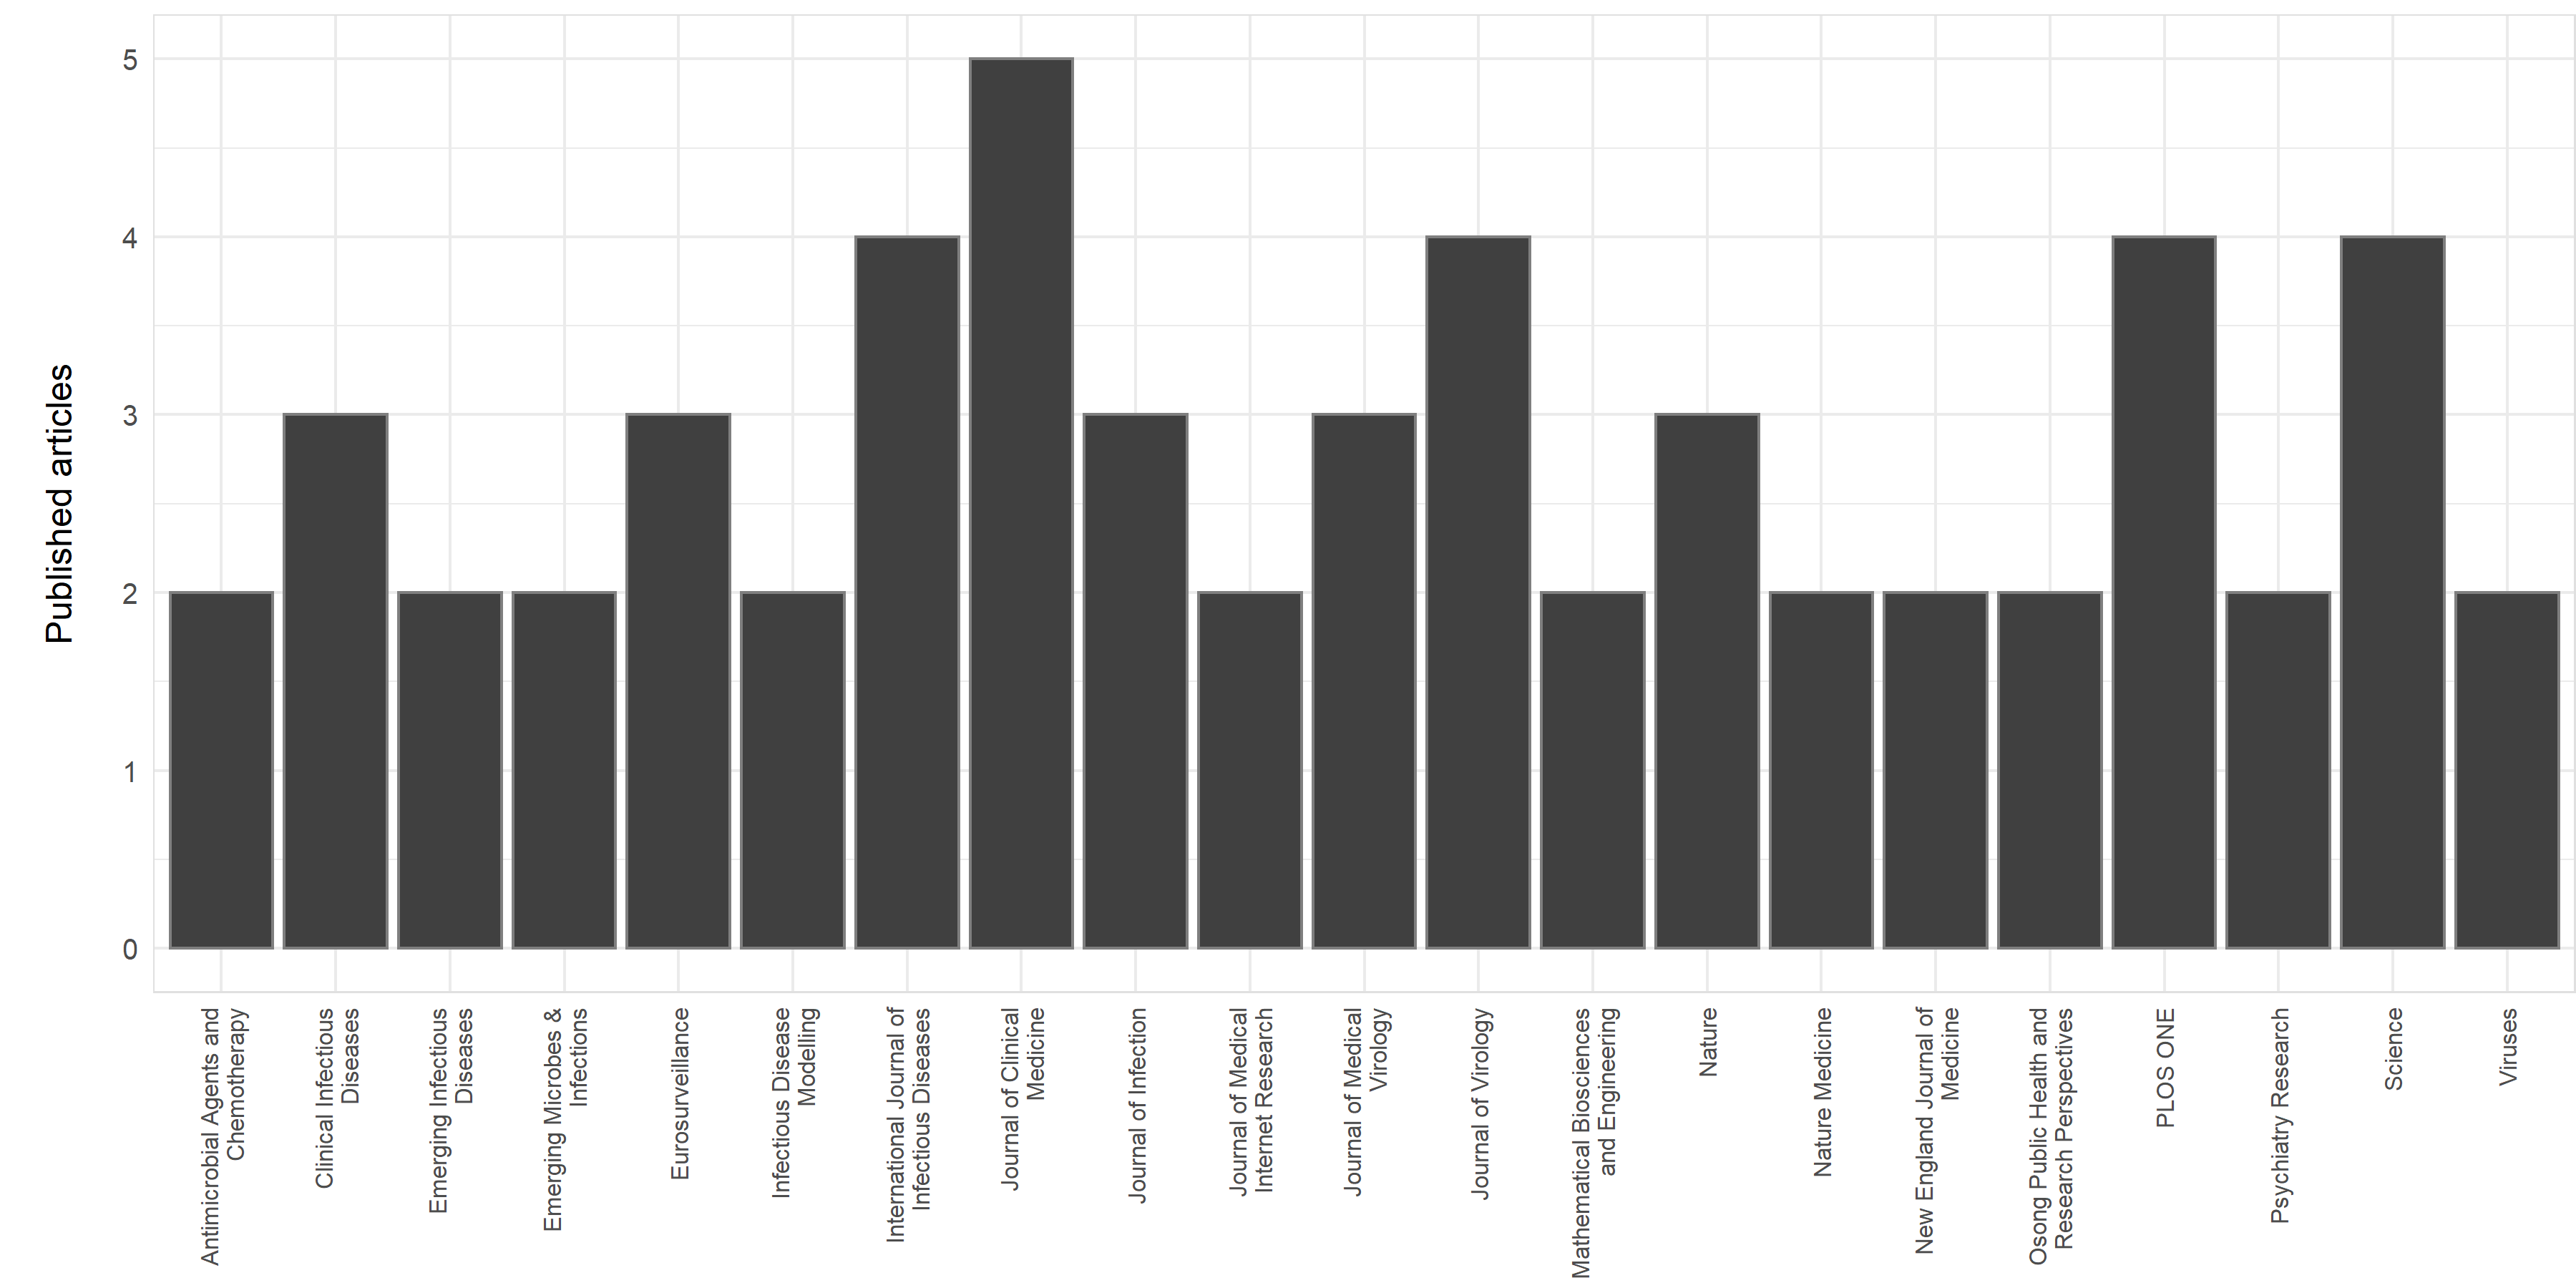 Published articles
5
4
3
2
1
0
Antimicrobial Agents and
Chemotherapy
Clinical Infectious
Diseases
Emerging Infectious
Diseases
Emerging Microbes &
Infections
Eurosurveillance
Infectious Disease
Modelling
International Journal of
Infectious Diseases
Journal of Clinical
Medicine
Journal of Infection
Journal of Medical
Internet Research
Journal of Medical
Virology
Journal of Virology
Mathematical Biosciences
and Engineering
Nature
Nature Medicine
New England Journal of
Medicine
Osong Public Health and
Research Perspectives
PLOS ONE
Psychiatry Research
Science
Viruses